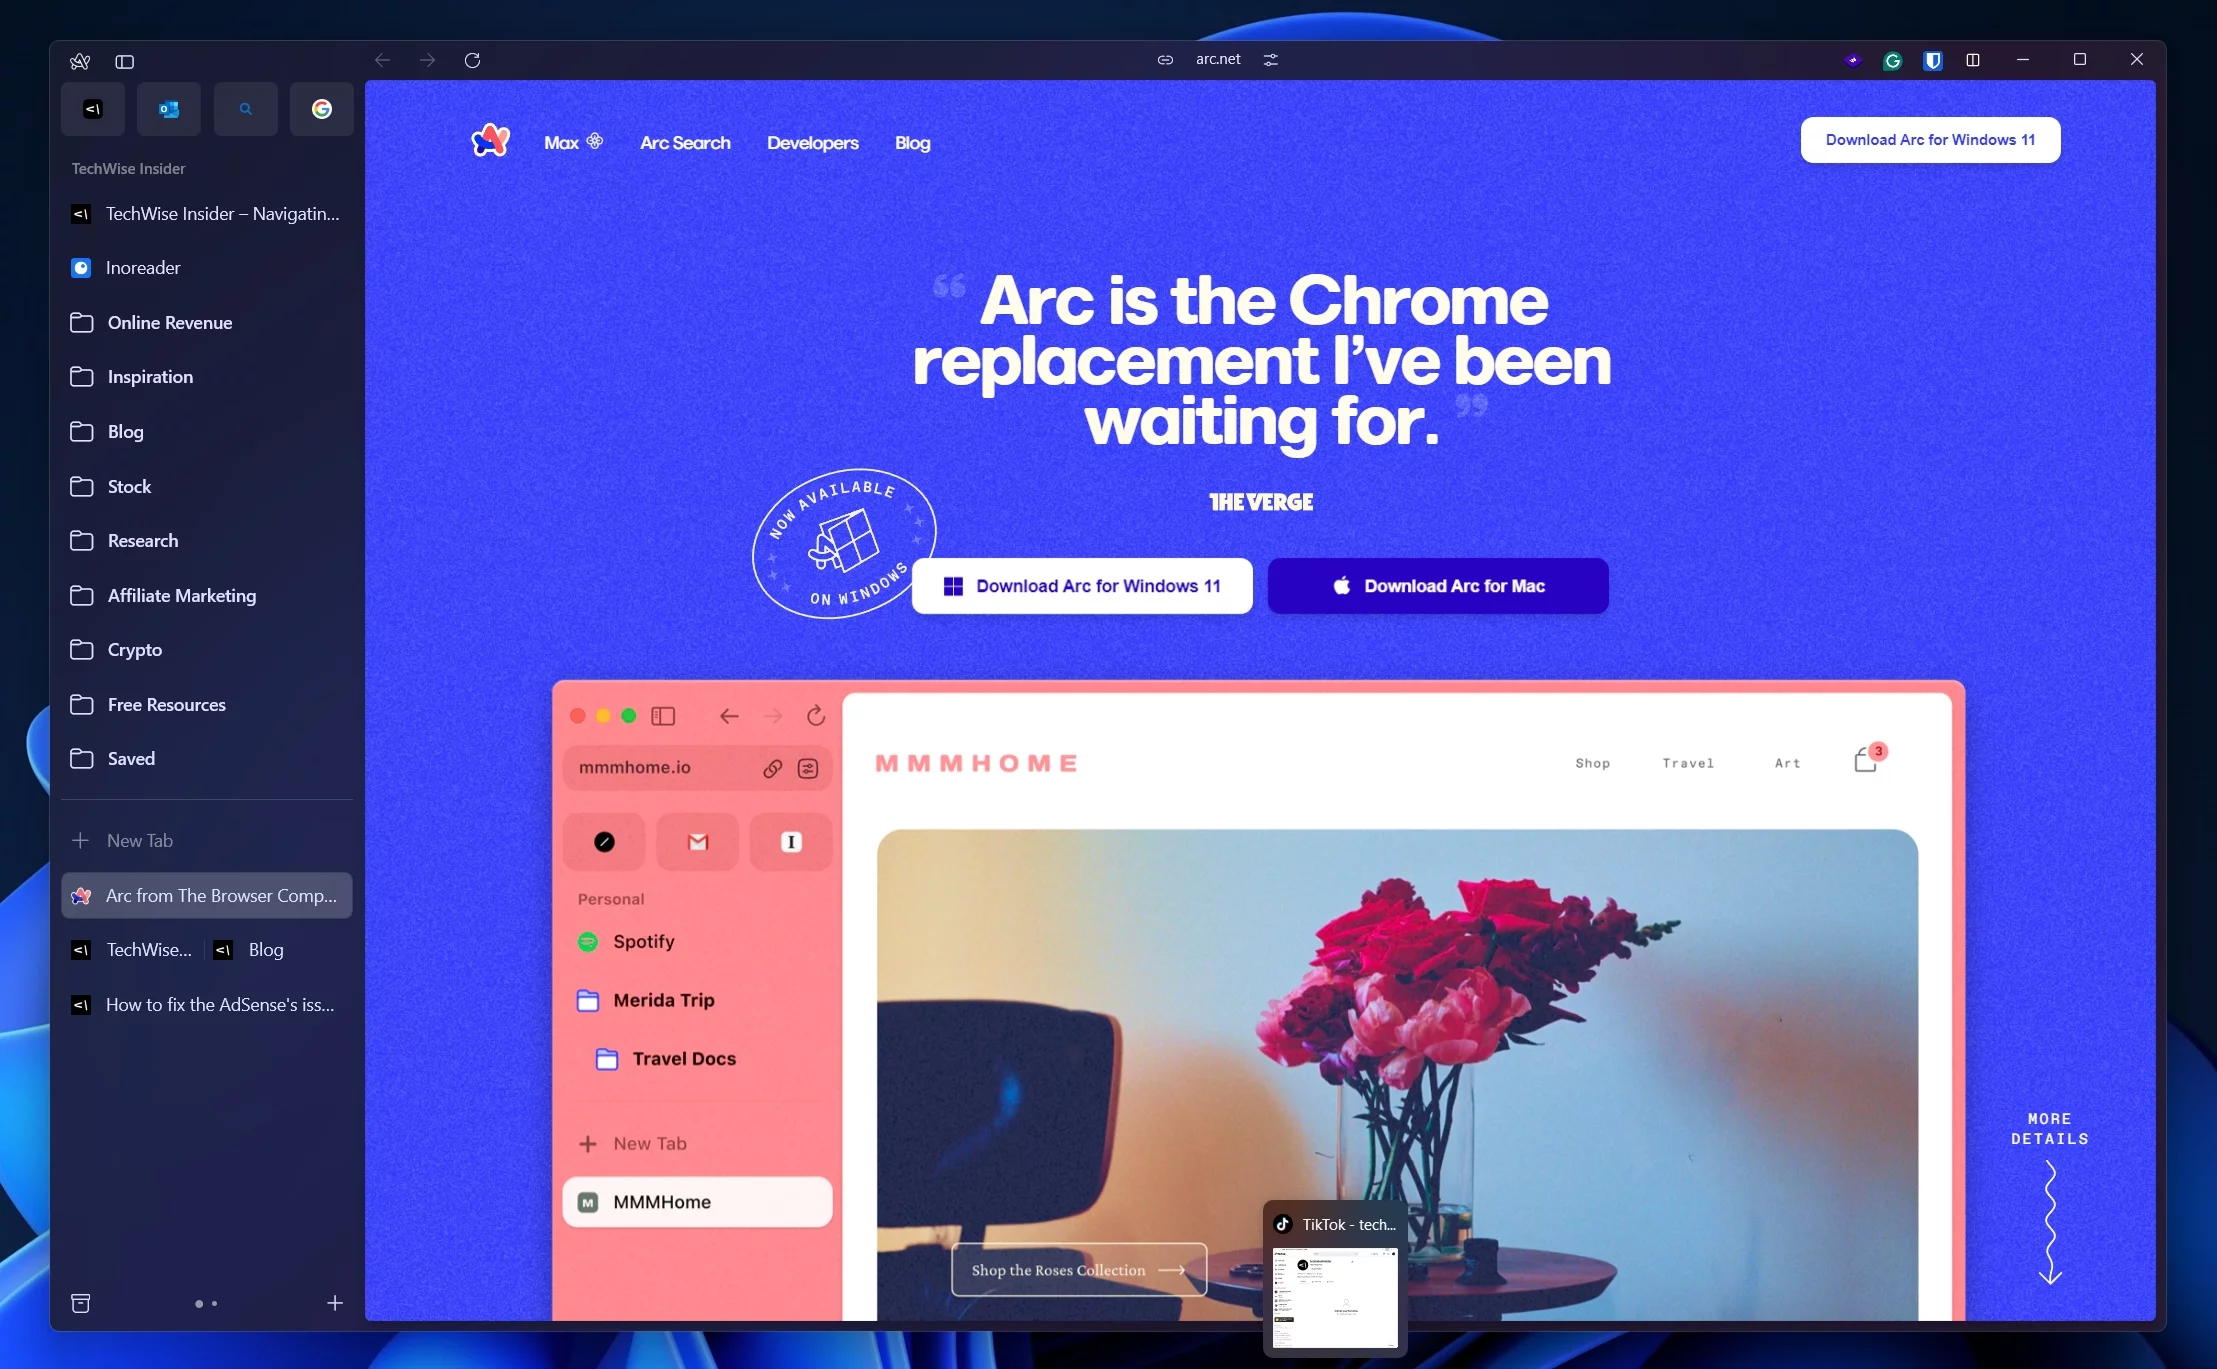 arc.net
TechWise Insider
TechWise Insider – Navigatin...
Inoreader
Online Revenue
Inspiration
Blog
Stock
Research
Affiliate Marketing
Crypto
Free Resources
Saved
New Tab
Arc from The Browser Comp...
TechWise... Blog
How to fix the AdSense's iss...
Max Arc Search Developers Blog
Download Arc for Windows 11
“Arc is the Chrome
replacement I’ve been
waiting for.”
THE VERGE
NOW AVAILABLE
ON WINDOWS
Download Arc for Windows 11
Download Arc for Mac
mmmhome.io
Personal
Spotify
Merida Trip
Travel Docs
New Tab
M MMMHome
MMMHOME
Shop Travel Art 3
Shop the Roses Collection
TikTok - tech...
MORE
DETAILS